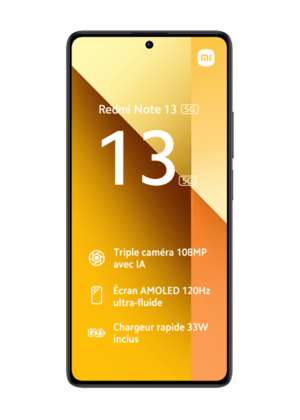 mi
Redmi Note 13 5G
13
5G
Triple caméra 108MP
avec IA
Écran AMOLED 120Hz
ultra-fluide
Chargeur rapide 33W
inclus